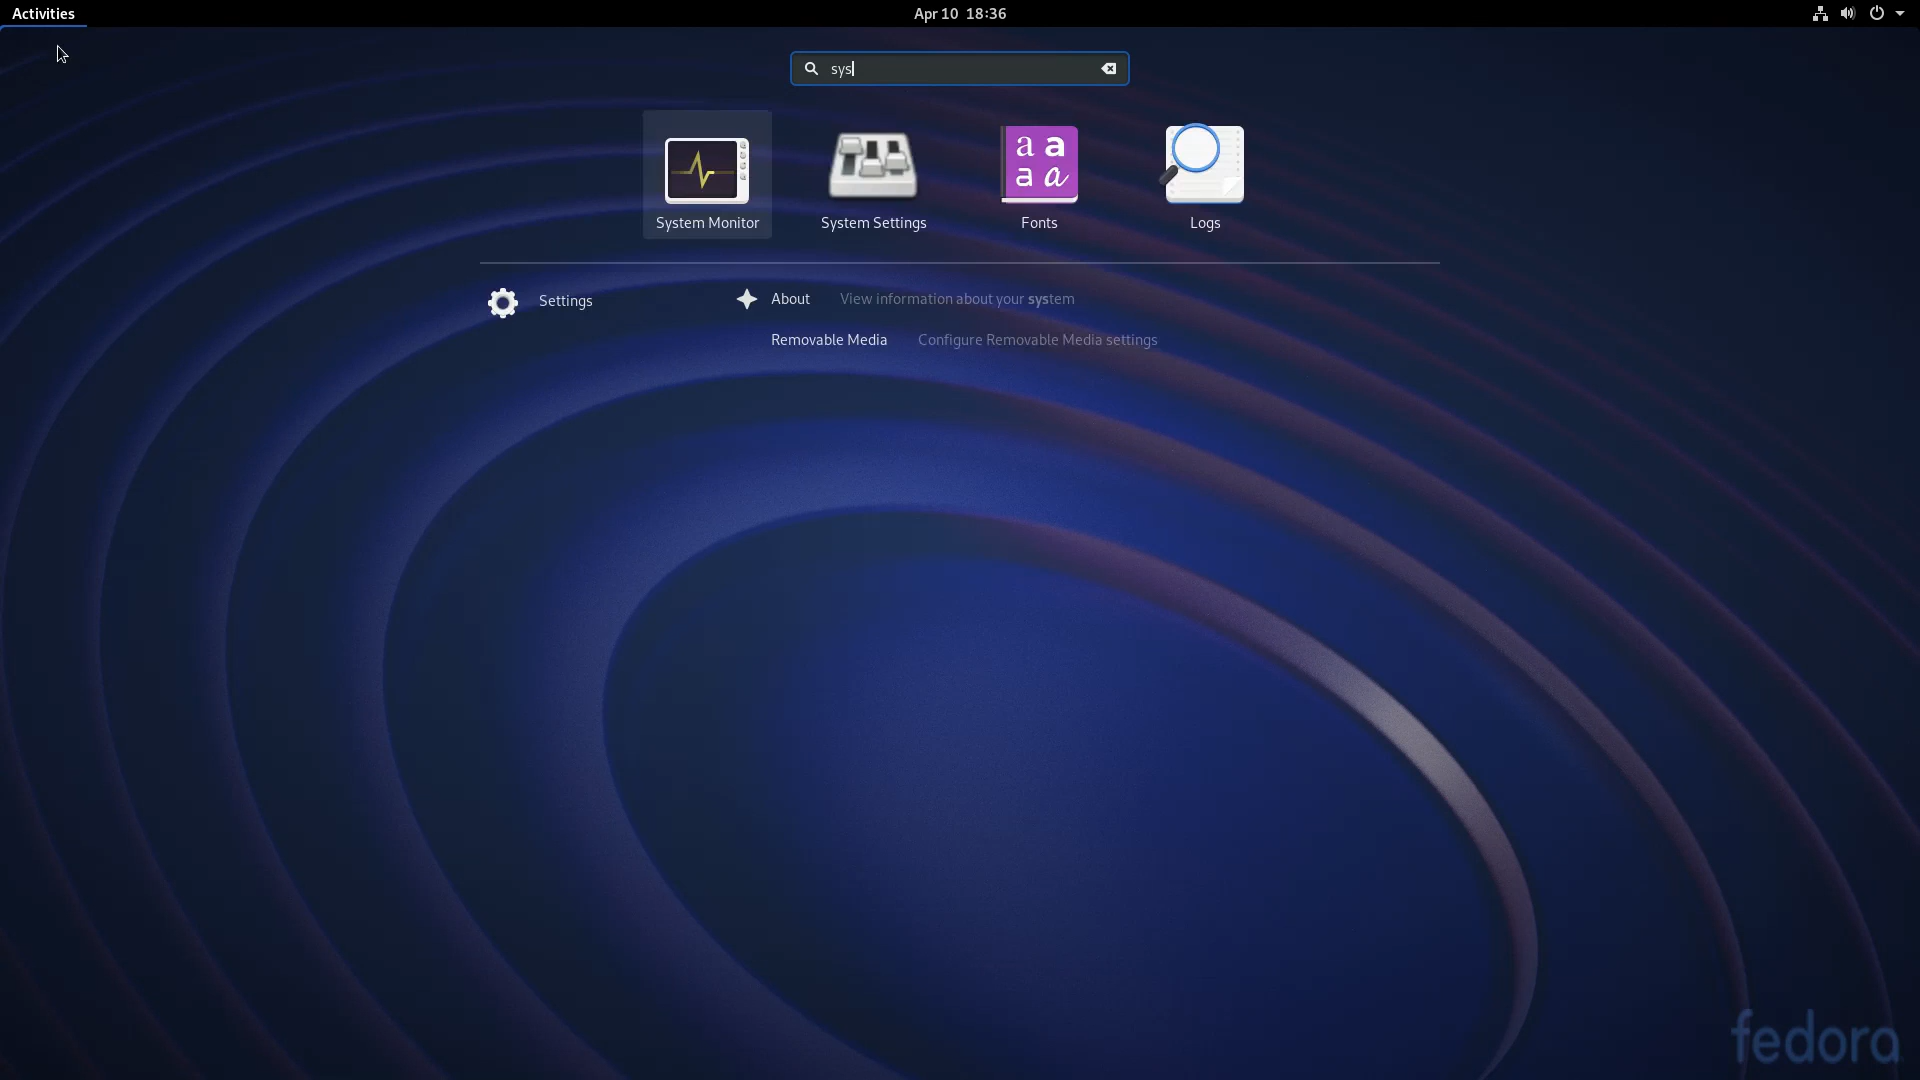 Activities
Apr 10 18:36
sys
System Monitor
System Settings
a a
a a
Fonts
Logs
Settings
About View information about your system
Removable Media Configure Removable Media settings
fedora